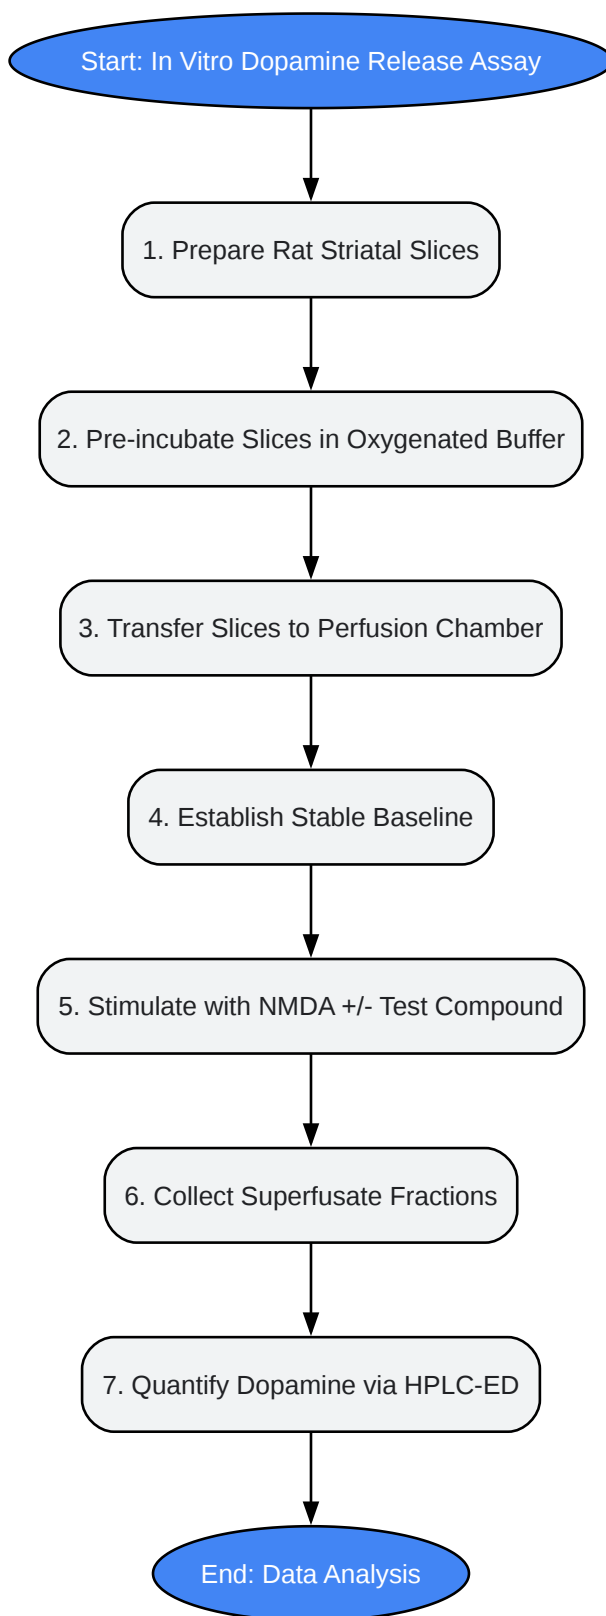 Start: In Vitro Dopamine Release Assay
1. Prepare Rat Striatal Slices
2. Pre-incubate Slices in Oxygenated Buffer
3. Transfer Slices to Perfusion Chamber
4. Establish Stable Baseline
5. Stimulate with NMDA +/- Test Compound
6. Collect Superfusate Fractions
7. Quantify Dopamine via HPLC-ED
End: Data Analysis